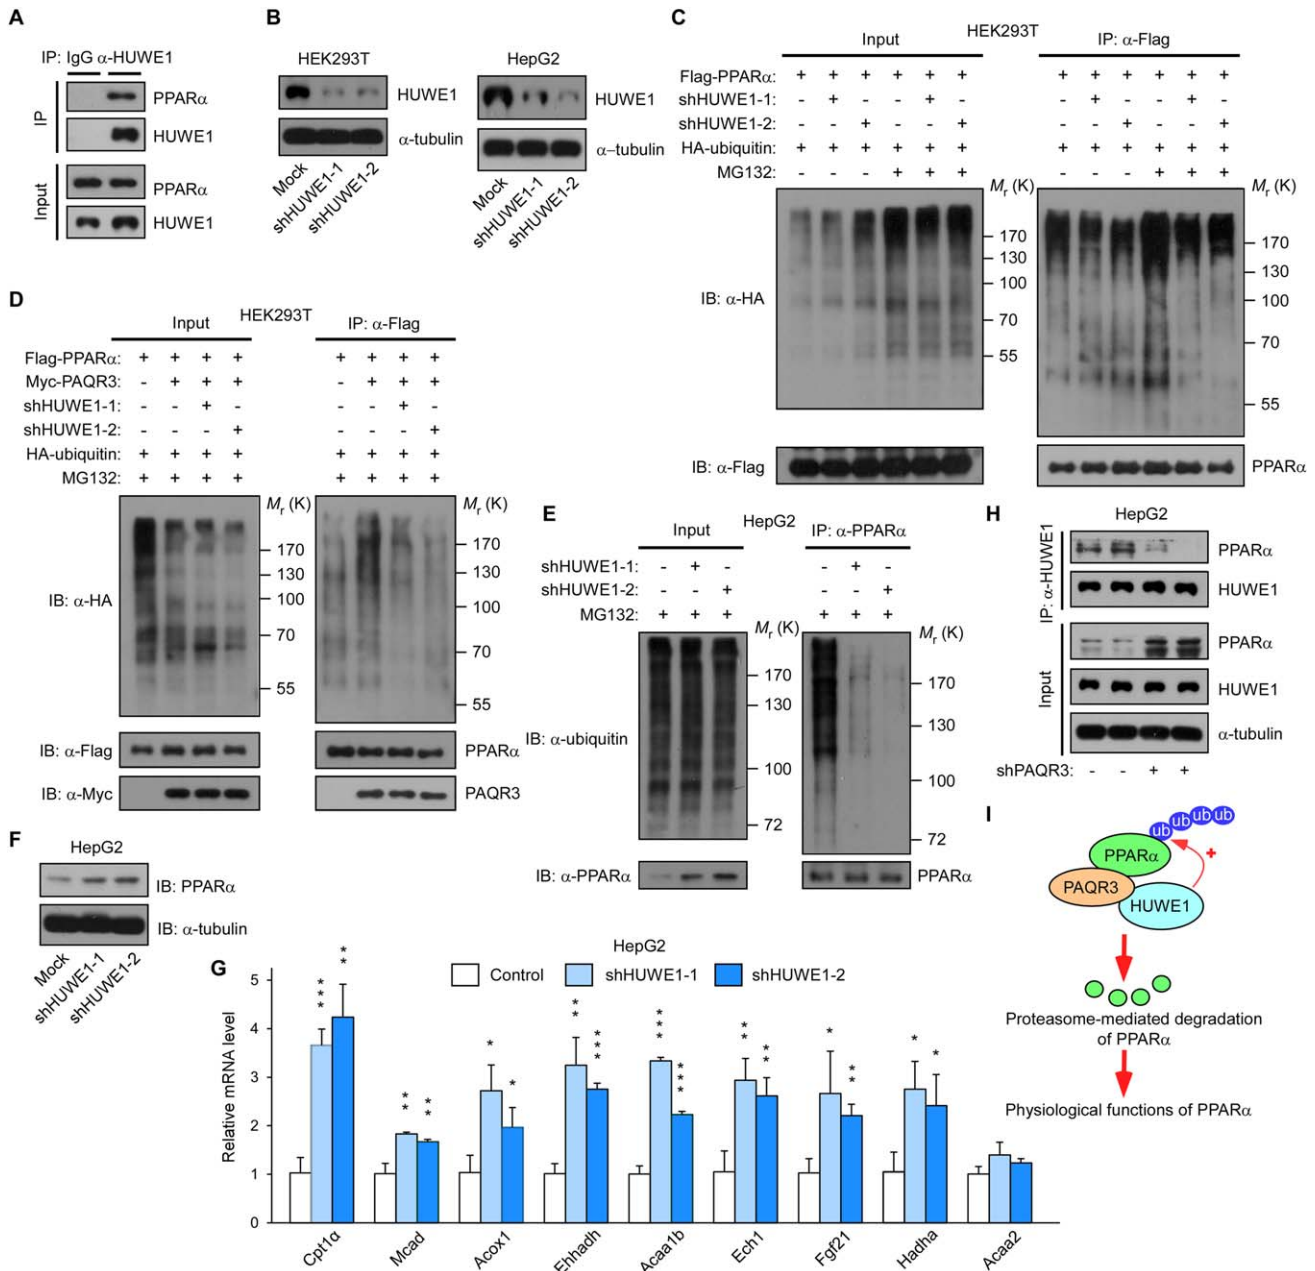 A
IP: IgG α-HUWE1
IP
PPARα
HUWE1
Input
PPARα
HUWE1
B
HEK293T
HUWE1
α-tubulin
Mock
shHUWE1-1
shHUWE1-2
HepG2
HUWE1
α–tubulin
Mock
shHUWE1-1
shHUWE1-2
C
HEK293T
Input
IP: α-Flag
Flag-PPARα: + + + + + + + + + + + +
shHUWE1-1: - + - - + - - + - - + -
shHUWE1-2: - - + - - + - - + - - +
HA-ubiquitin: + + + + + + + + + + + +
MG132: - - - + + + - - - + + +
Mr (K)
Mr (K)
IB: α-HA
170
130
100
70
55
170
130
100
70
55
IB: α-Flag
PPARα
D
HEK293T
Input
IP: α-Flag
Flag-PPARα: + + + + + + + +
Myc-PAQR3: - + + + - + + +
shHUWE1-1: - - + - - - + -
shHUWE1-2: - - - + - - - +
HA-ubiquitin: + + + + + + + +
MG132: + + + + + + + +
Mr (K)
Mr (K)
IB: α-HA
170
130
100
70
55
170
130
100
70
55
IB: α-Flag
PPARα
IB: α-Myc
PAQR3
E
HepG2
Input
IP: α-PPARα
shHUWE1-1: - + - - + -
shHUWE1-2: - - + - - +
MG132: + + + + + +
Mr (K)
Mr (K)
IB: α-ubiquitin
170
130
100
72
170
130
100
72
IB: α-PPARα
PPARα
F
HepG2
IB: PPARα
IB: α-tubulin
Mock
shHUWE1-1
shHUWE1-2
G
HepG2
Control
shHUWE1-1
shHUWE1-2
Relative mRNA level
5
4
3
2
1
0
***
**
**
**
*
*
**
***
***
***
**
**
*
**
*
*
Cpt1α
Mcad
Acox1
Ehhadh
Acaa1b
Ech1
Fgf21
Hadha
Acaa2
H
HepG2
IP: α-HUWE1
PPARα
HUWE1
Input
PPARα
HUWE1
α-tubulin
shPAQR3: - - + +
I
ub ub ub ub
PPARα
+
PAQR3
HUWE1
Proteasome-mediated degradation
of PPARα
Physiological functions of PPARα